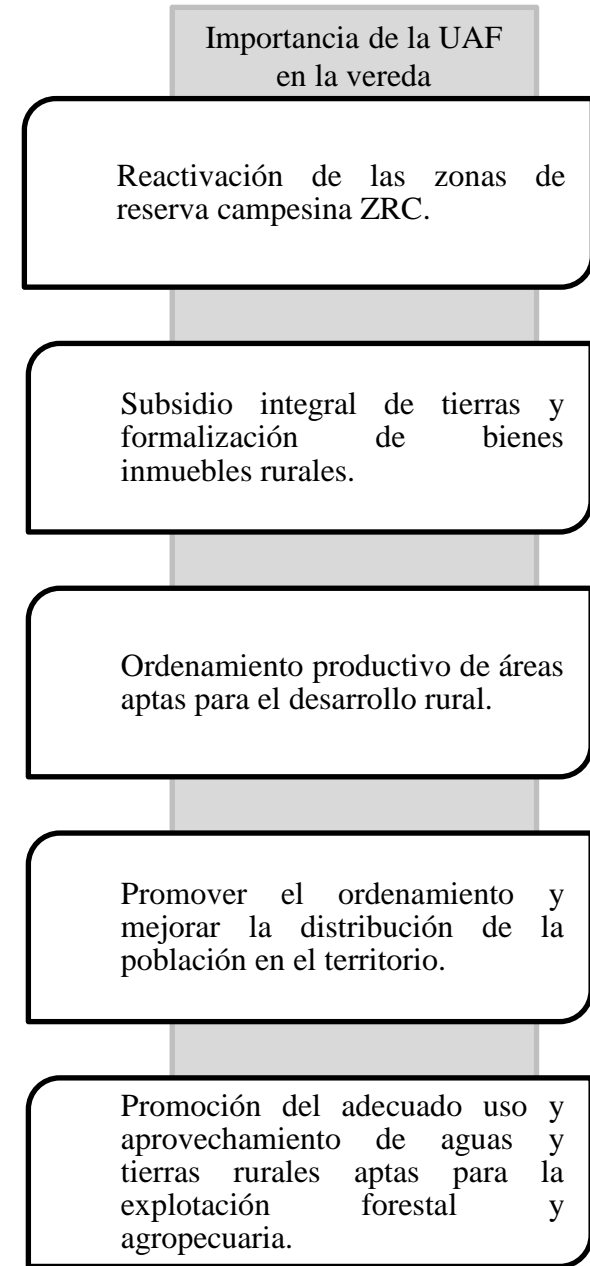 Importancia de la UAF
en la vereda
Reactivación de las zonas de
reserva campesina ZRC.
Subsidio integral de tierras y
formalización de bienes
inmuebles rurales.
Ordenamiento productivo de áreas
aptas para el desarrollo rural.
Promover el ordenamiento y
mejorar la distribución de la
población en el territorio.
Promoción del adecuado uso y
aprovechamiento de aguas y
tierras rurales aptas para la
explotación forestal y
agropecuaria.